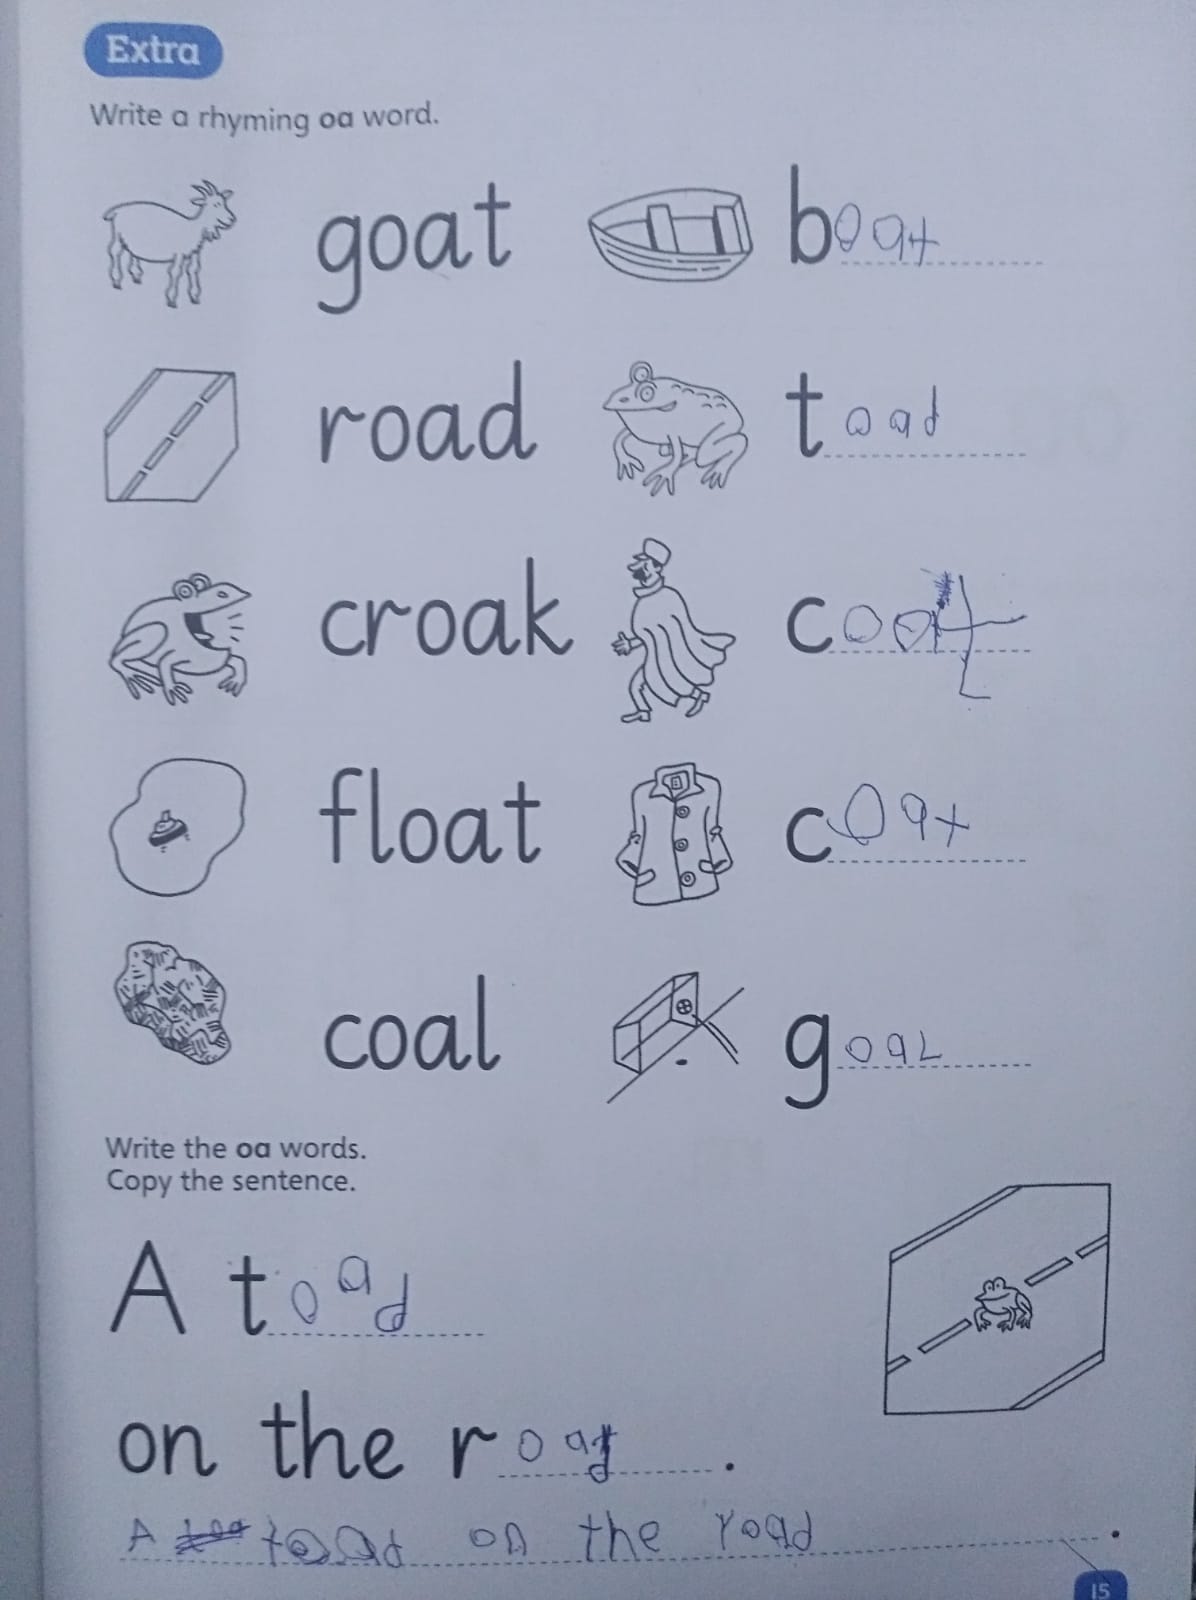 Extra
Write a rhyming oa word.
goat boat
road toad
croak coat
float coat
coal goal
Write the oa words.
Copy the sentence.
A toad
on the road.
A toad on the road.
15